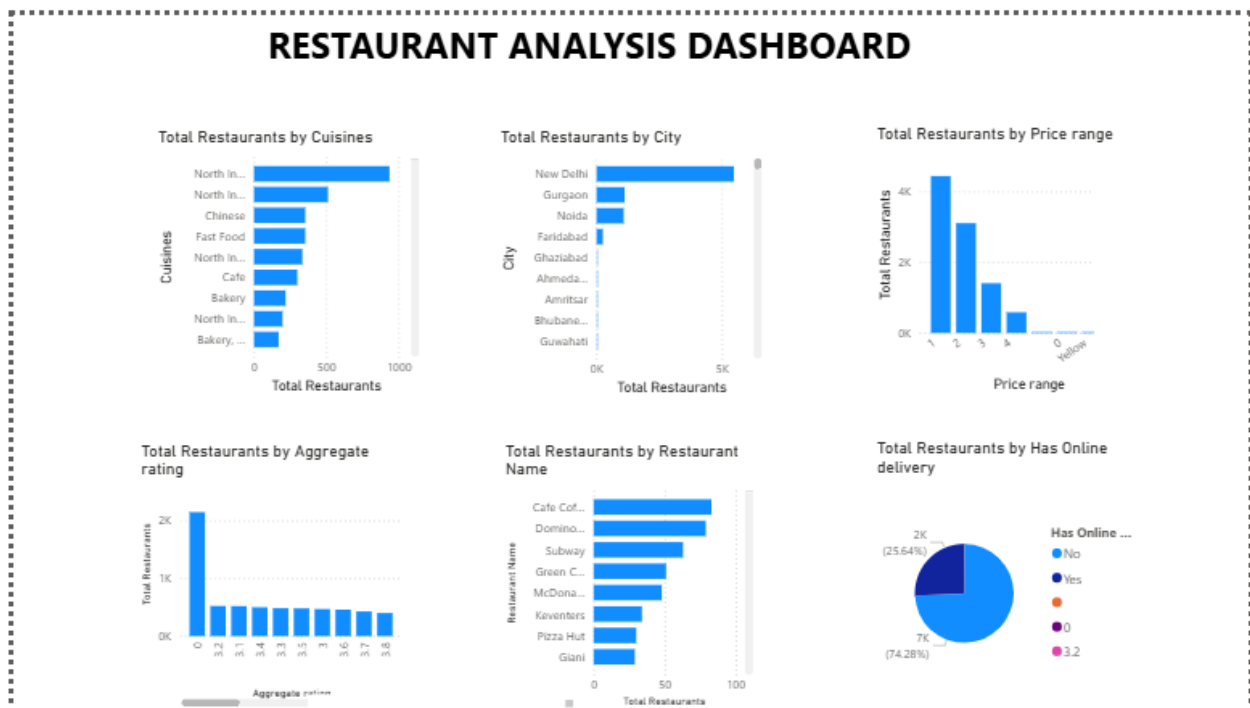 RESTAURANT ANALYSIS DASHBOARD
Total Restaurants by Cuisines
Cuisines
North In...
North In...
Chinese
Fast Food
North In...
Cafe
Bakery
North In...
Bakery, ...
0 500 1000
Total Restaurants
Total Restaurants by City
City
New Delhi
Gurgaon
Noida
Faridabad
Ghaziabad
Ahmeda...
Amritsar
Bhubane...
Guwahati
0K 5K
Total Restaurants
Total Restaurants by Price range
Total Restaurants
4K
2K
0K
1 2 3 4 0 Yellow
Price range
Total Restaurants by Aggregate
rating
Total Restaurants
2K
1K
0K
0 3.2 3.1 3.4 3.3 3.5 3 3.6 3.7 3.8
Aggregate rating
Total Restaurants by Restaurant
Name
Restaurant Name
Cafe Cof...
Domino...
Subway
Green C...
McDona...
Keventers
Pizza Hut
Giani
0 50 100
Total Restaurants
Total Restaurants by Has Online
delivery
2K
(25.64%)
7K
(74.28%)
Has Online ...
No
Yes
0
3.2